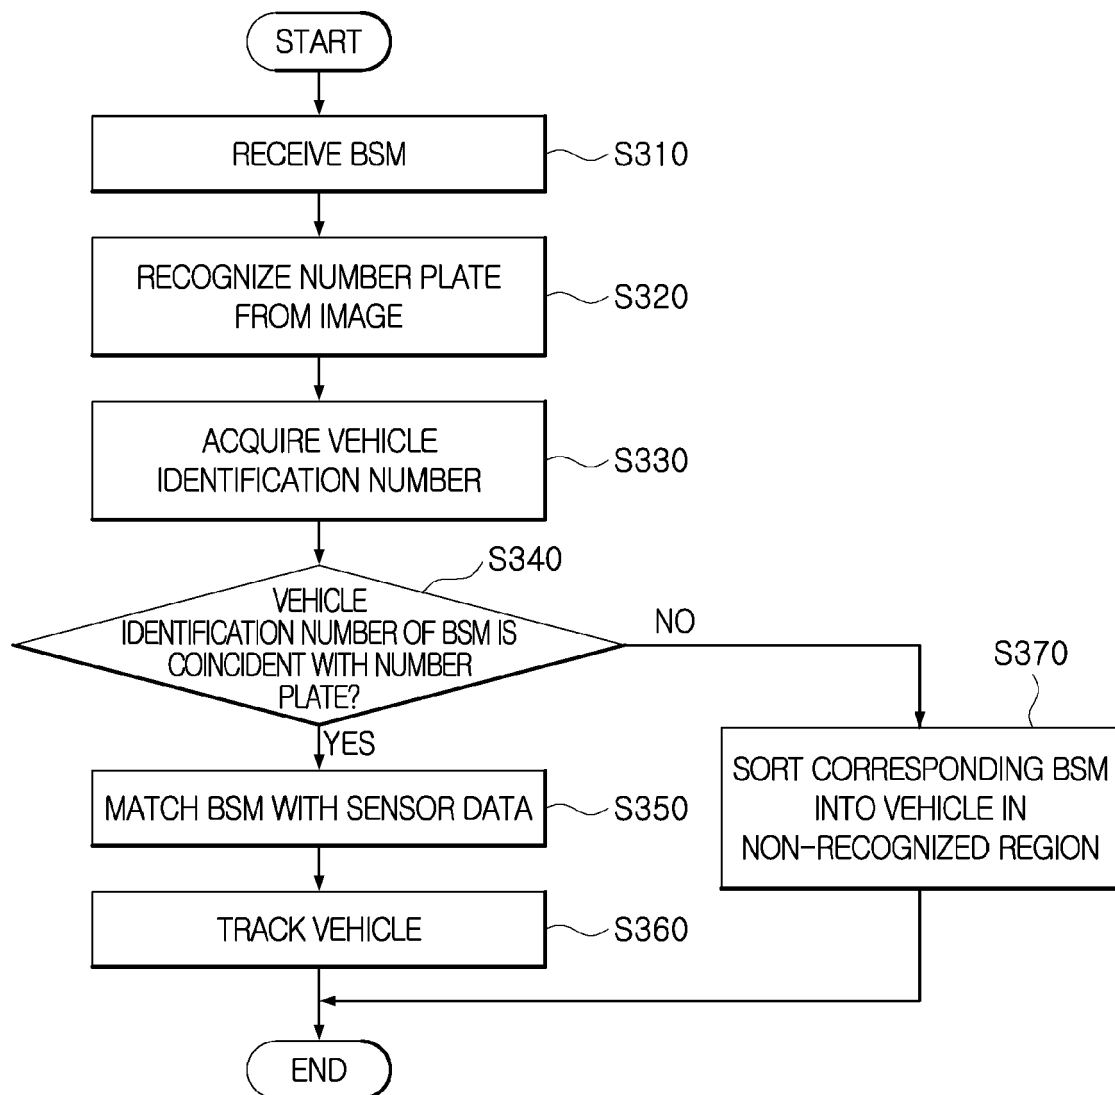 START
RECEIVE BSM
S310
RECOGNIZE NUMBER PLATE
FROM IMAGE
S320
ACQUIRE VEHICLE
IDENTIFICATION NUMBER
S330
S340
VEHICLE
IDENTIFICATION NUMBER OF BSM IS
COINCIDENT WITH NUMBER
PLATE?
NO
YES
MATCH BSM WITH SENSOR DATA
S350
TRACK VEHICLE
S360
S370
SORT CORRESPONDING BSM
INTO VEHICLE IN
NON-RECOGNIZED REGION
END